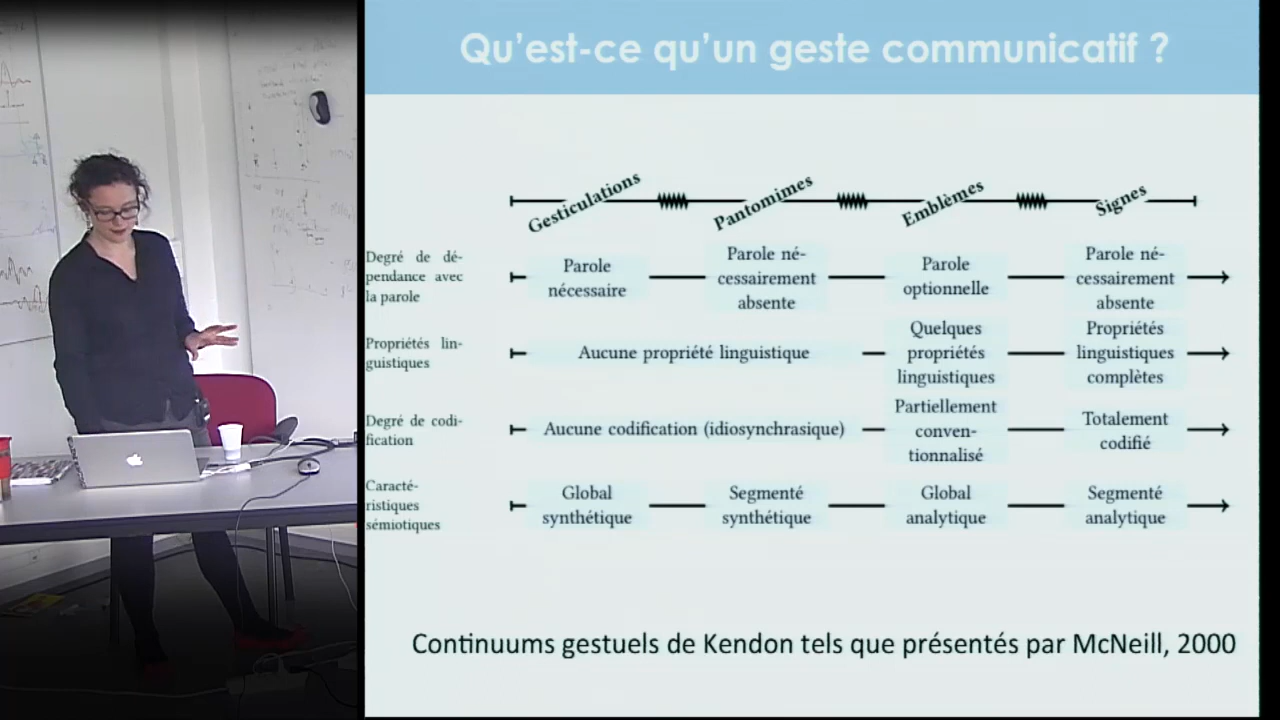 Qu'est-ce qu'un geste communicatif ?
Gesticulations
Pantomimes
Emblèmes
Signes
Degré de dé-
pendance avec
la parole
Parole
nécessaire
Parole né-
cessairement
absente
Parole
optionnelle
Parole né-
cessairement
absente
Propriétés lin-
guistiques
Aucune propriété linguistique
Quelques
propriétés
linguistiques
Propriétés
linguistiques
complètes
Degré de codi-
fication
Aucune codification (idiosynchrasique)
Partiellement
conven-
tionnalisé
Totalement
codifié
Caracté-
ristiques
sémiotiques
Global
synthétique
Segmenté
synthétique
Global
analytique
Segmenté
analytique
Continuums gestuels de Kendon tels que présentés par McNeill, 2000